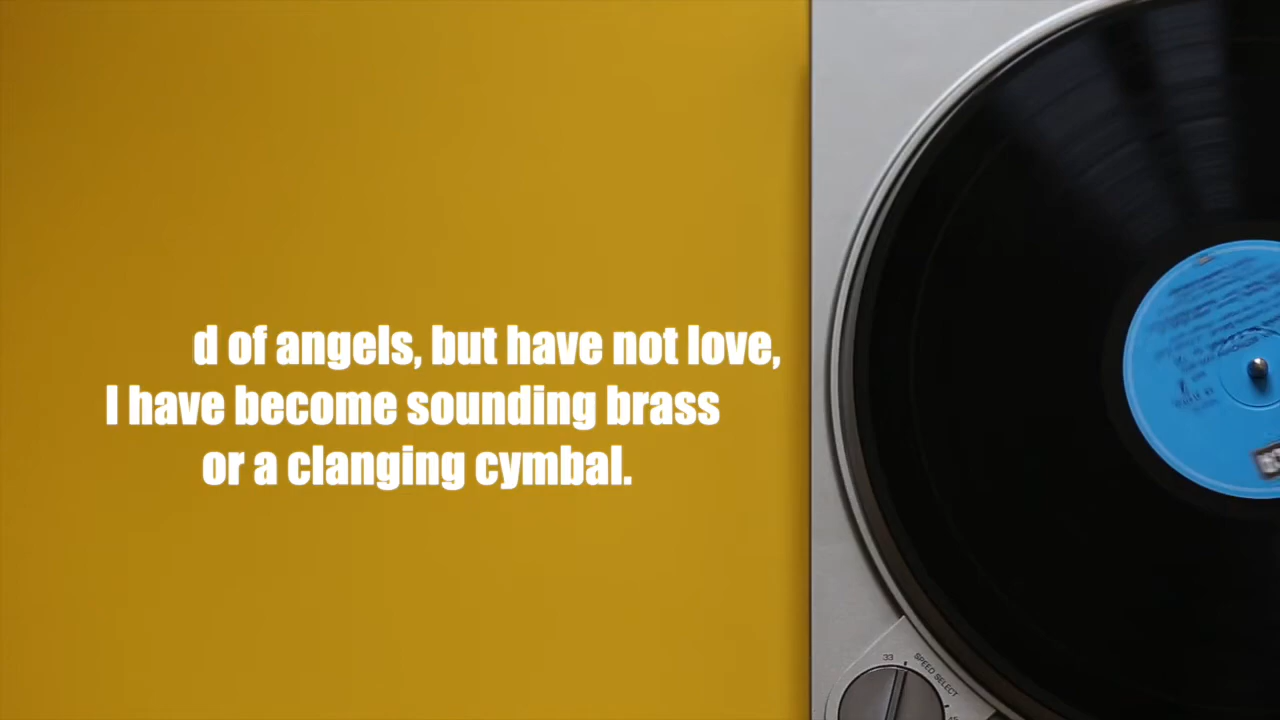 d of angels, but have not love,
I have become sounding brass
or a clanging cymbal.
33
SPEED SELECT